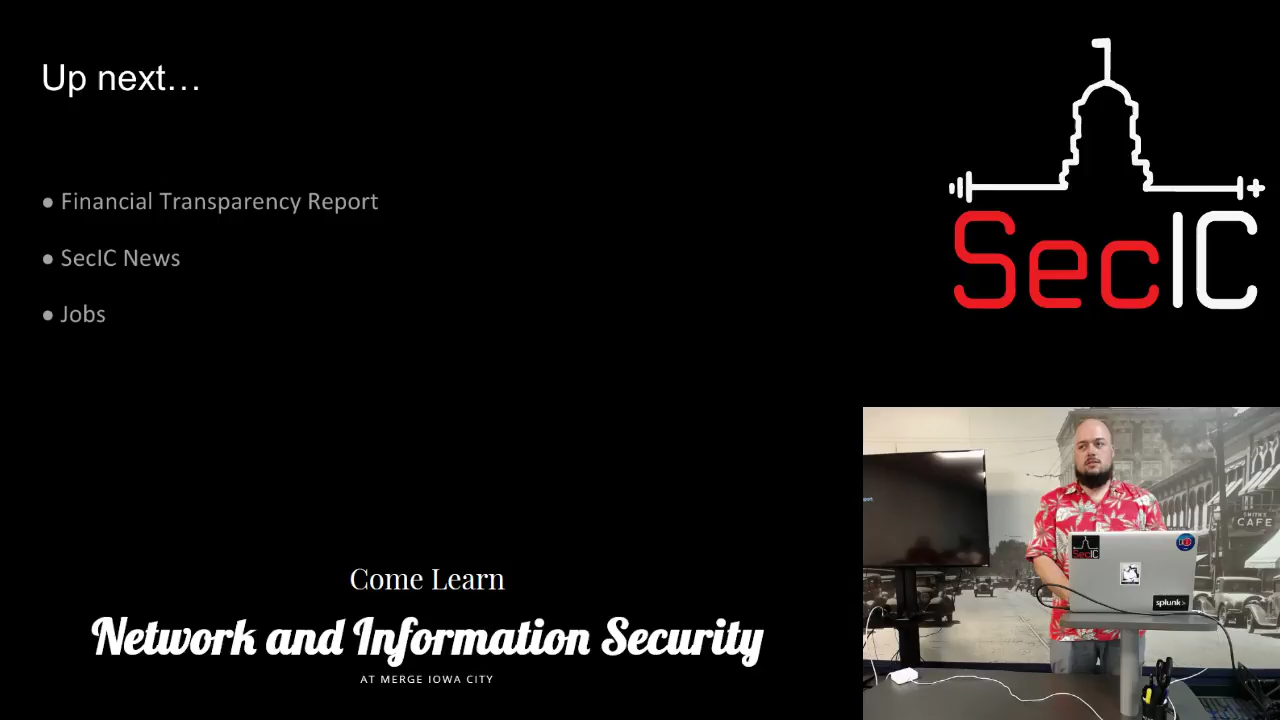 Up next…
● Financial Transparency Report
● SecIC News
● Jobs
SecIC
Come Learn
Network and Information Security
AT MERGE IOWA CITY
SMITH'S
CAFE
SecIC
splunk>